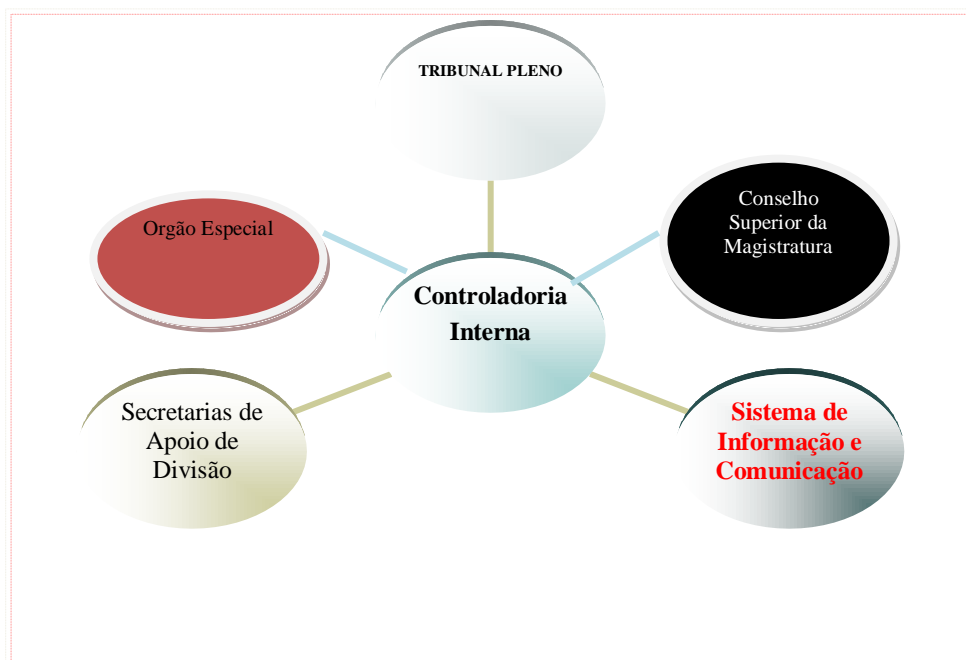 TRIBUNAL PLENO
Orgão Especial
Conselho
Superior da
Magistratura
Controladoria
Interna
Secretarias de
Apoio de
Divisão
Sistema de
Informação e
Comunicação